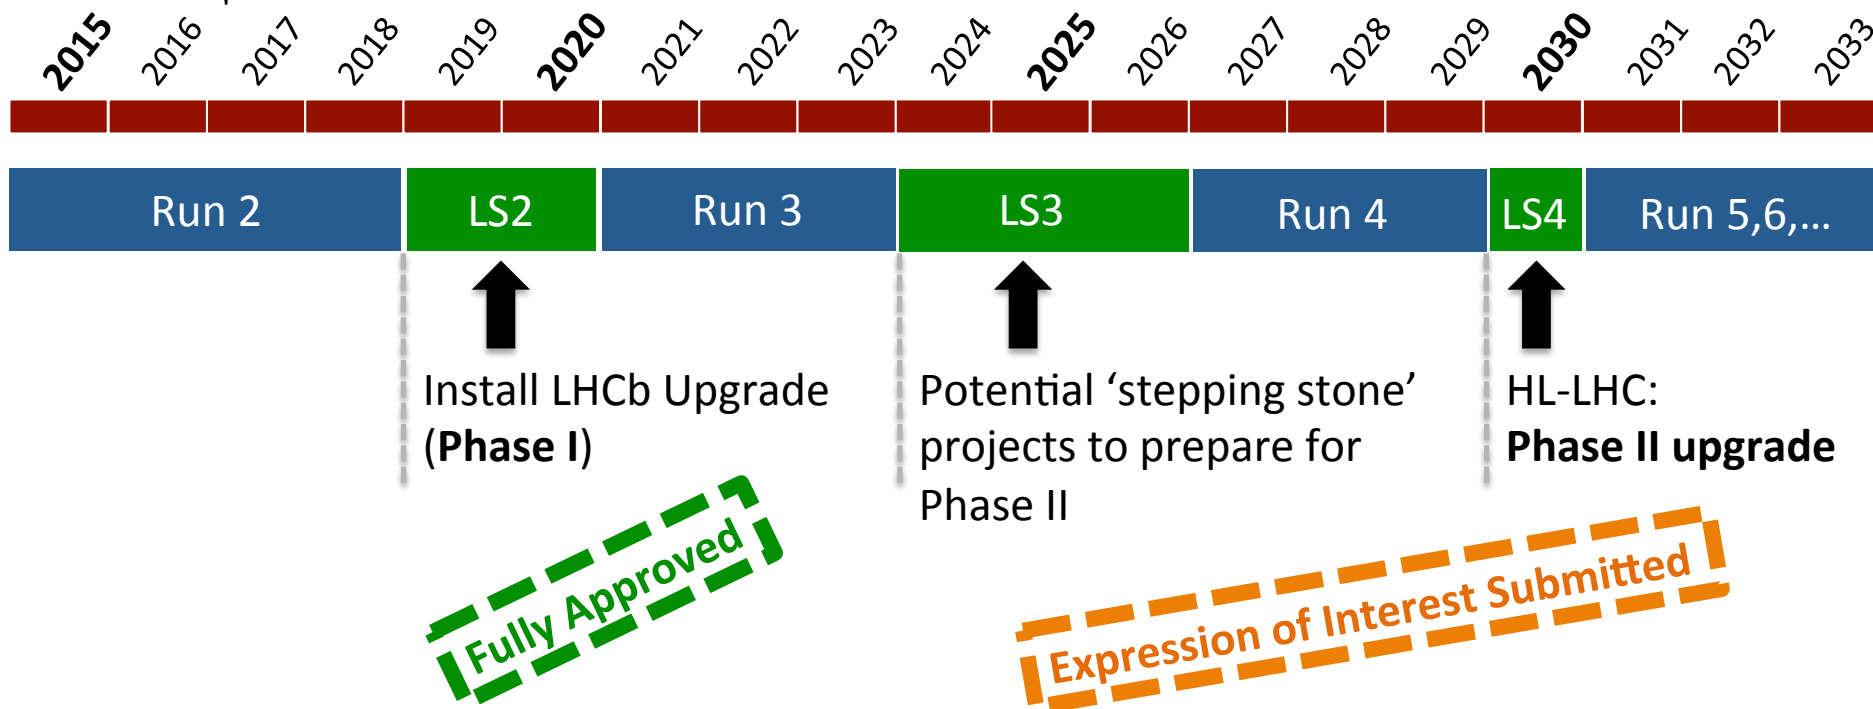 2015 2016 2017 2018 2019 2020 2021 2022 2023 2024 2025 2026 2027 2028 2029 2030 2031 2032 2033
Run 2 LS2 Run 3 LS3 Run 4 LS4 Run 5,6,...
Install LHCb Upgrade
(Phase I)
Potential ‘stepping stone’
projects to prepare for
Phase II
HL-LHC:
Phase II upgrade
Fully Approved
Expression of Interest Submitted